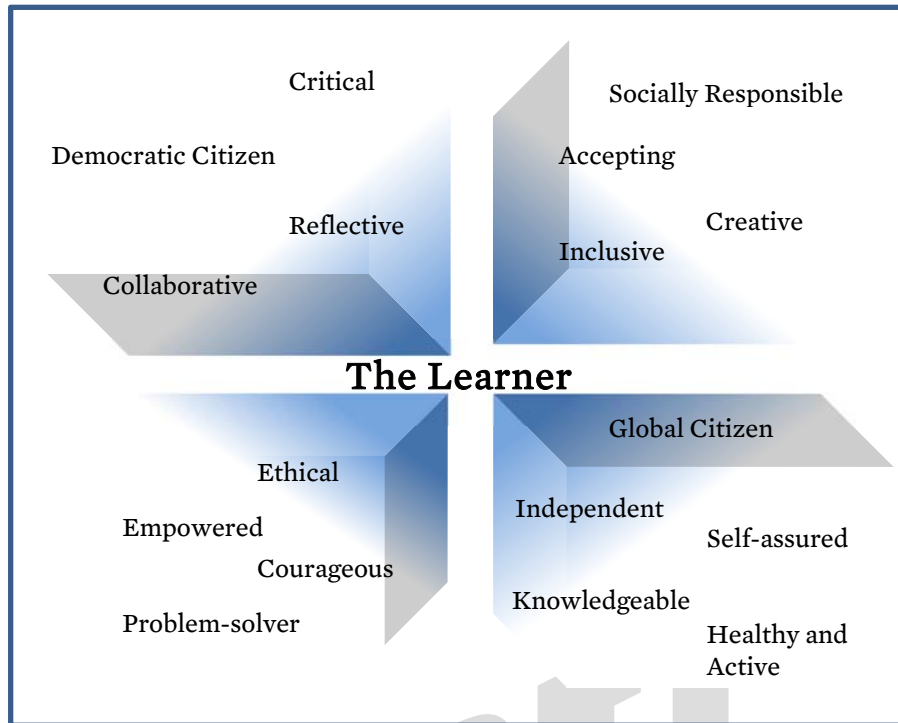 Critical
Socially Responsible
Democratic Citizen
Accepting
Reflective
Creative
Inclusive
Collaborative
The Learner
Global Citizen
Ethical
Independent
Empowered
Self-assured
Courageous
Knowledgeable
Problem-solver
Healthy and
Active